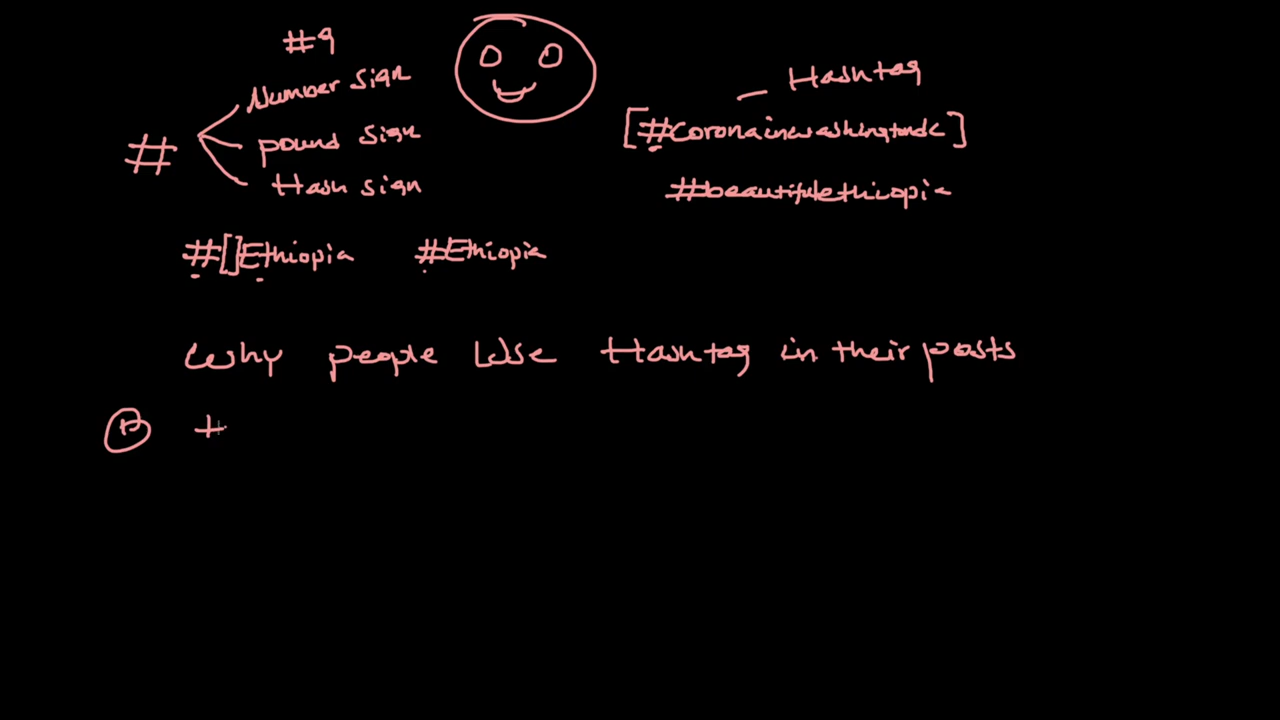 #9
Number sign
# pound sign
Hash sign
Hashtag
[#Coronainwashingtondc]
#beautifulethiopia
#[]Ethiopia #Ethiopia
Why people use Hashtag in their posts